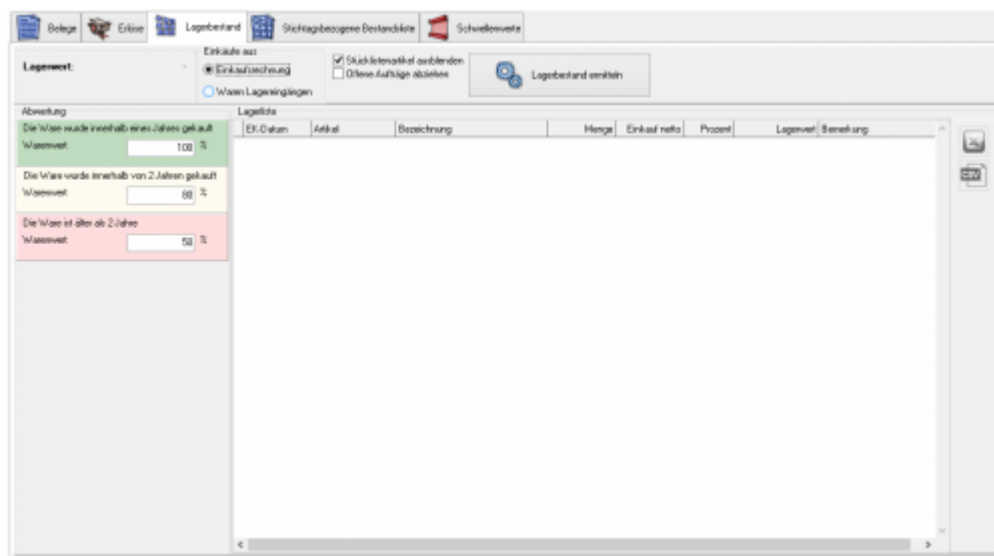 Belege Erlöse Lagerbestand Stichtagsbezogene Bestandsliste Schwellenwerte
Lagerwert: -
Einkäufe aus
Einkaufsrechnung
Waren Lagereingängen
Stücklistenartikel ausblenden
Offene Aufträge abziehen
Lagerbestand ermitteln
Abwertung
Die Ware wurde innerhalb eines Jahres gekauft
Warenwert 100 %
Die Ware wurde innerhalb von 2 Jahren gekauft
Warenwert 80 %
Die Ware ist älter als 2 Jahre
Warenwert 50 %
Lagerliste
EK-Datum Artikel Bezeichnung Menge Einkauf netto Prozent Lagerwert Bemerkung
CSV